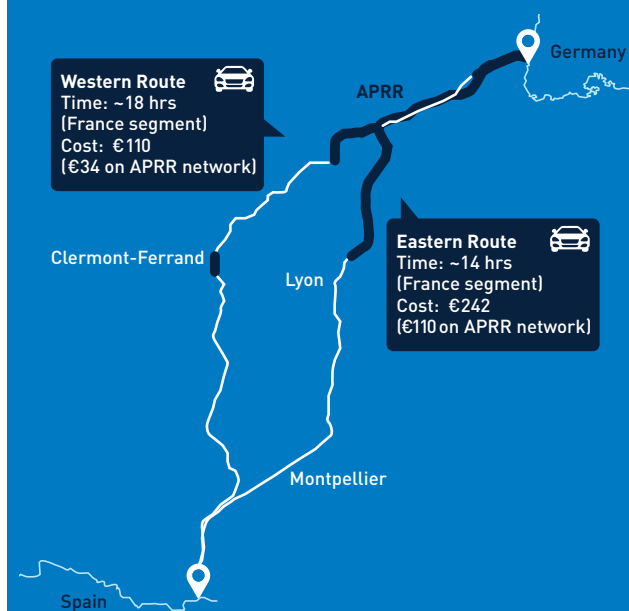 Germany
APRR
Western Route
Time: ~18 hrs
(France segment)
Cost: €110
(€34 on APRR network)
Eastern Route
Time: ~14 hrs
(France segment)
Cost: €242
(€110 on APRR network)
Clermont-Ferrand
Lyon
Montpellier
Spain